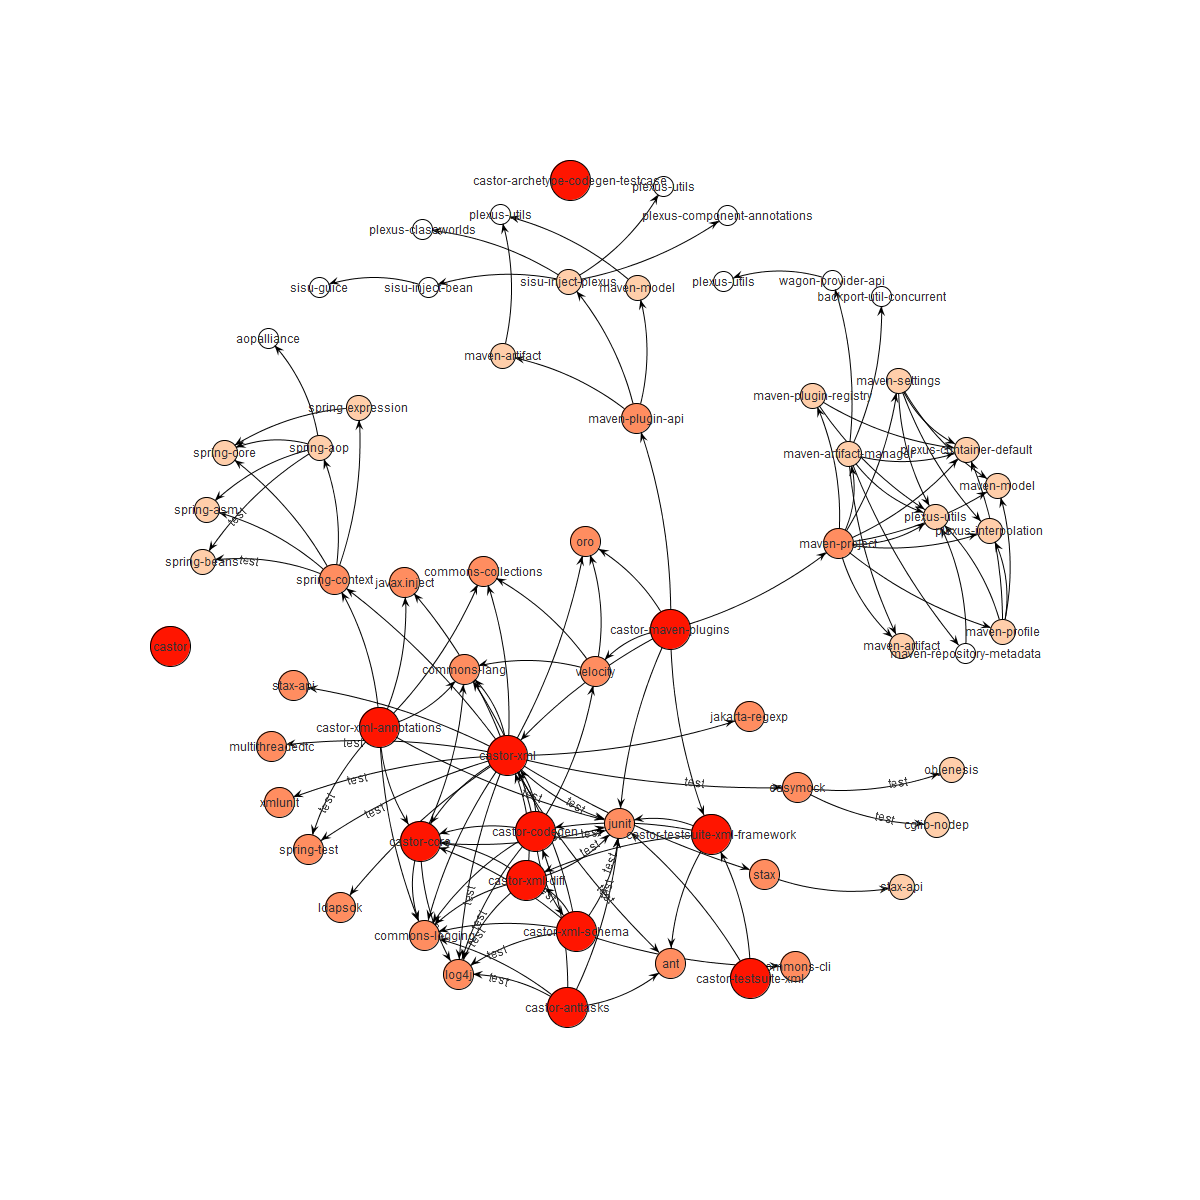 castor-archetype-codegen-testcase
plexus-utils
plexus-utils
plexus-component-annotations
plexus-classworlds
sisu-guice
sisu-inject-bean
sisu-inject-plexus
maven-model
plexus-utils
wagon-provider-api
backport-util-concurrent
aopalliance
maven-artifact
maven-settings
maven-plugin-registry
spring-expression
maven-plugin-api
spring-core
spring-aop
maven-artifact-manager
plexus-container-default
maven-model
spring-asm
test
plexus-utils
plexus-interpolation
oro
maven-project
spring-beans
test
spring-context
javax.inject
commons-collections
castor-maven-plugins
maven-profile
castor
maven-artifact
maven-repository-metadata
commons-lang
velocity
stax-api
castor-xml-annotations
jakarta-regexp
multithreadedtc
test
castor-xml
objenesis
test
test
test
easymock
test
test
test
test
xmlunit
test
junit
test
cglib-nodep
castor-codegen
test
castor-testsuite-xml-framework
castor-core
spring-test
test
test
stax
castor-xml-diff
stax-api
test
test
ldapsdk
test
castor-xml-schema
commons-logging
test
test
ant
commons-cli
log4j
test
castor-testsuite-xml
castor-anttasks